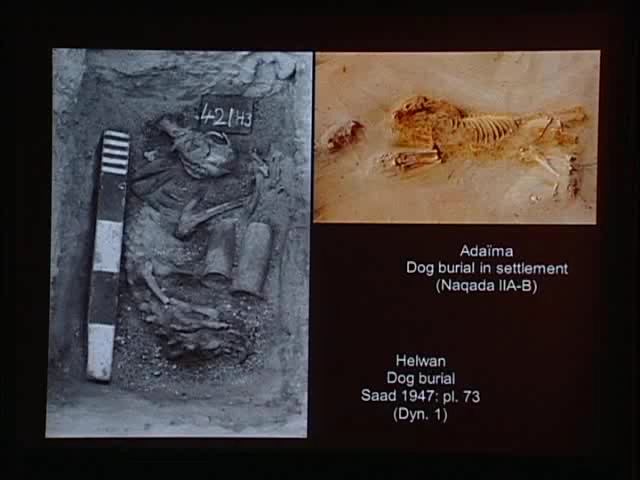 421H3
Adaïma
Dog burial in settlement
(Naqada IIA-B)
Helwan
Dog burial
Saad 1947: pl. 73
(Dyn. 1)